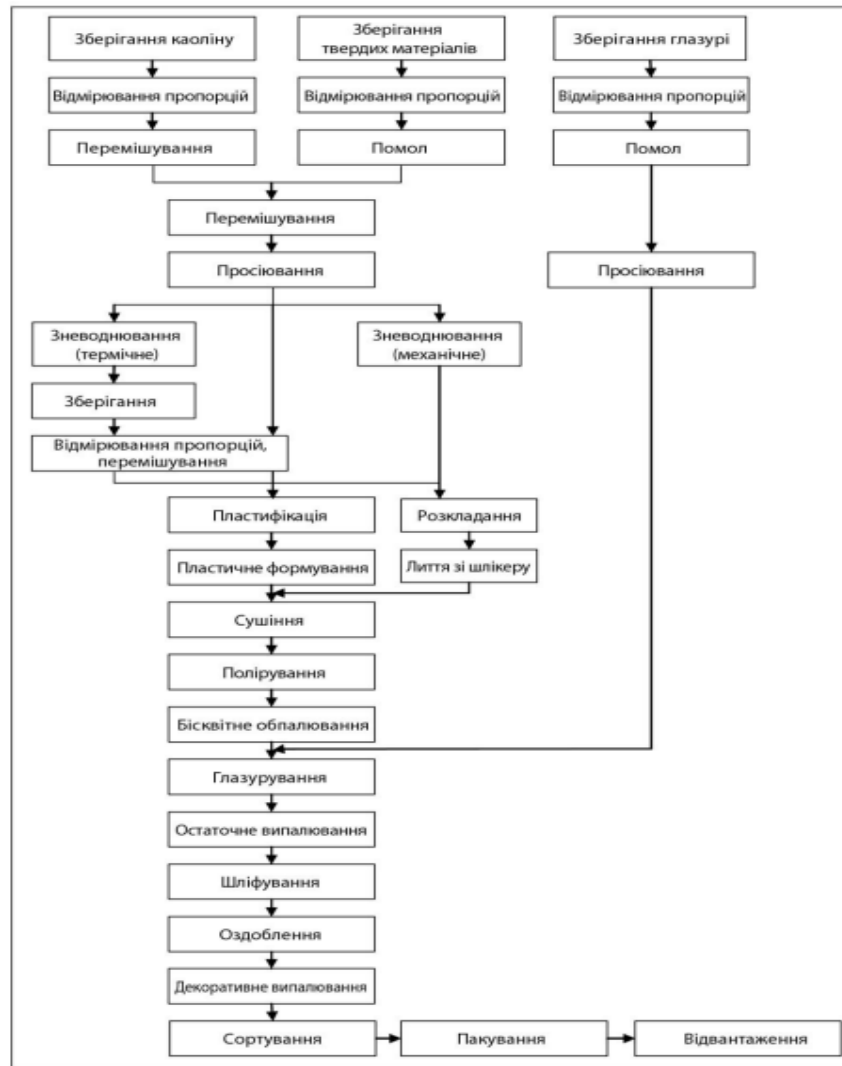 Зберігання каоліну
Зберігання
твердих матеріалів
Зберігання глазурі
Відмірювання пропорцій
Відмірювання пропорцій
Відмірювання пропорцій
Перемішування
Помол
Помол
Перемішування
Просіювання
Просіювання
Зневоднювання
(термічне)
Зневоднювання
(механічне)
Зберігання
Відмірювання пропорцій,
перемішування
Пластифікація
Розкладання
Пластичне формування
Лиття зі шлікеру
Сушіння
Полірування
Бісквітне обпалювання
Глазурування
Остаточне випалювання
Шліфування
Оздоблення
Декоративне випалювання
Сортування
Пакування
Відвантаження